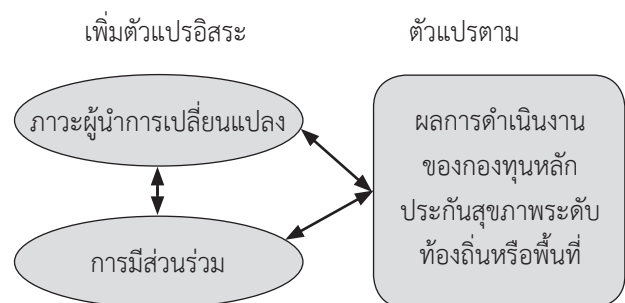 เพิ่มตัวแปรอิสระ
ตัวแปรตาม
ภาวะผู้นำการเปลี่ยนแปลง
การมีส่วนร่วม
ผลการดำเนินงาน
ของกองทุนหลัก
ประกันสุขภาพระดับ
ท้องถิ่นหรือพื้นที่